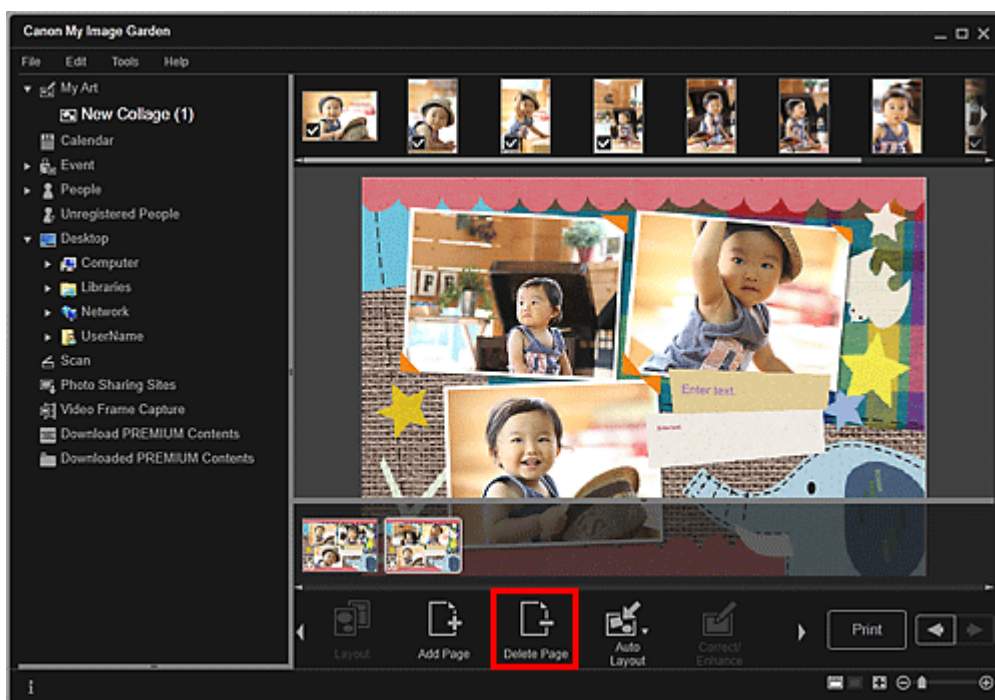 Canon My Image Garden
File Edit Tools Help
My Art
New Collage (1)
Calendar
Event
People
Unregistered People
Desktop
Computer
Libraries
Network
UserName
Scan
Photo Sharing Sites
Video Frame Capture
Download PREMIUM Contents
Downloaded PREMIUM Contents
Enter text.
Layout
Add Page
Delete Page
Auto
Layout
Correct/
Enhance
Print